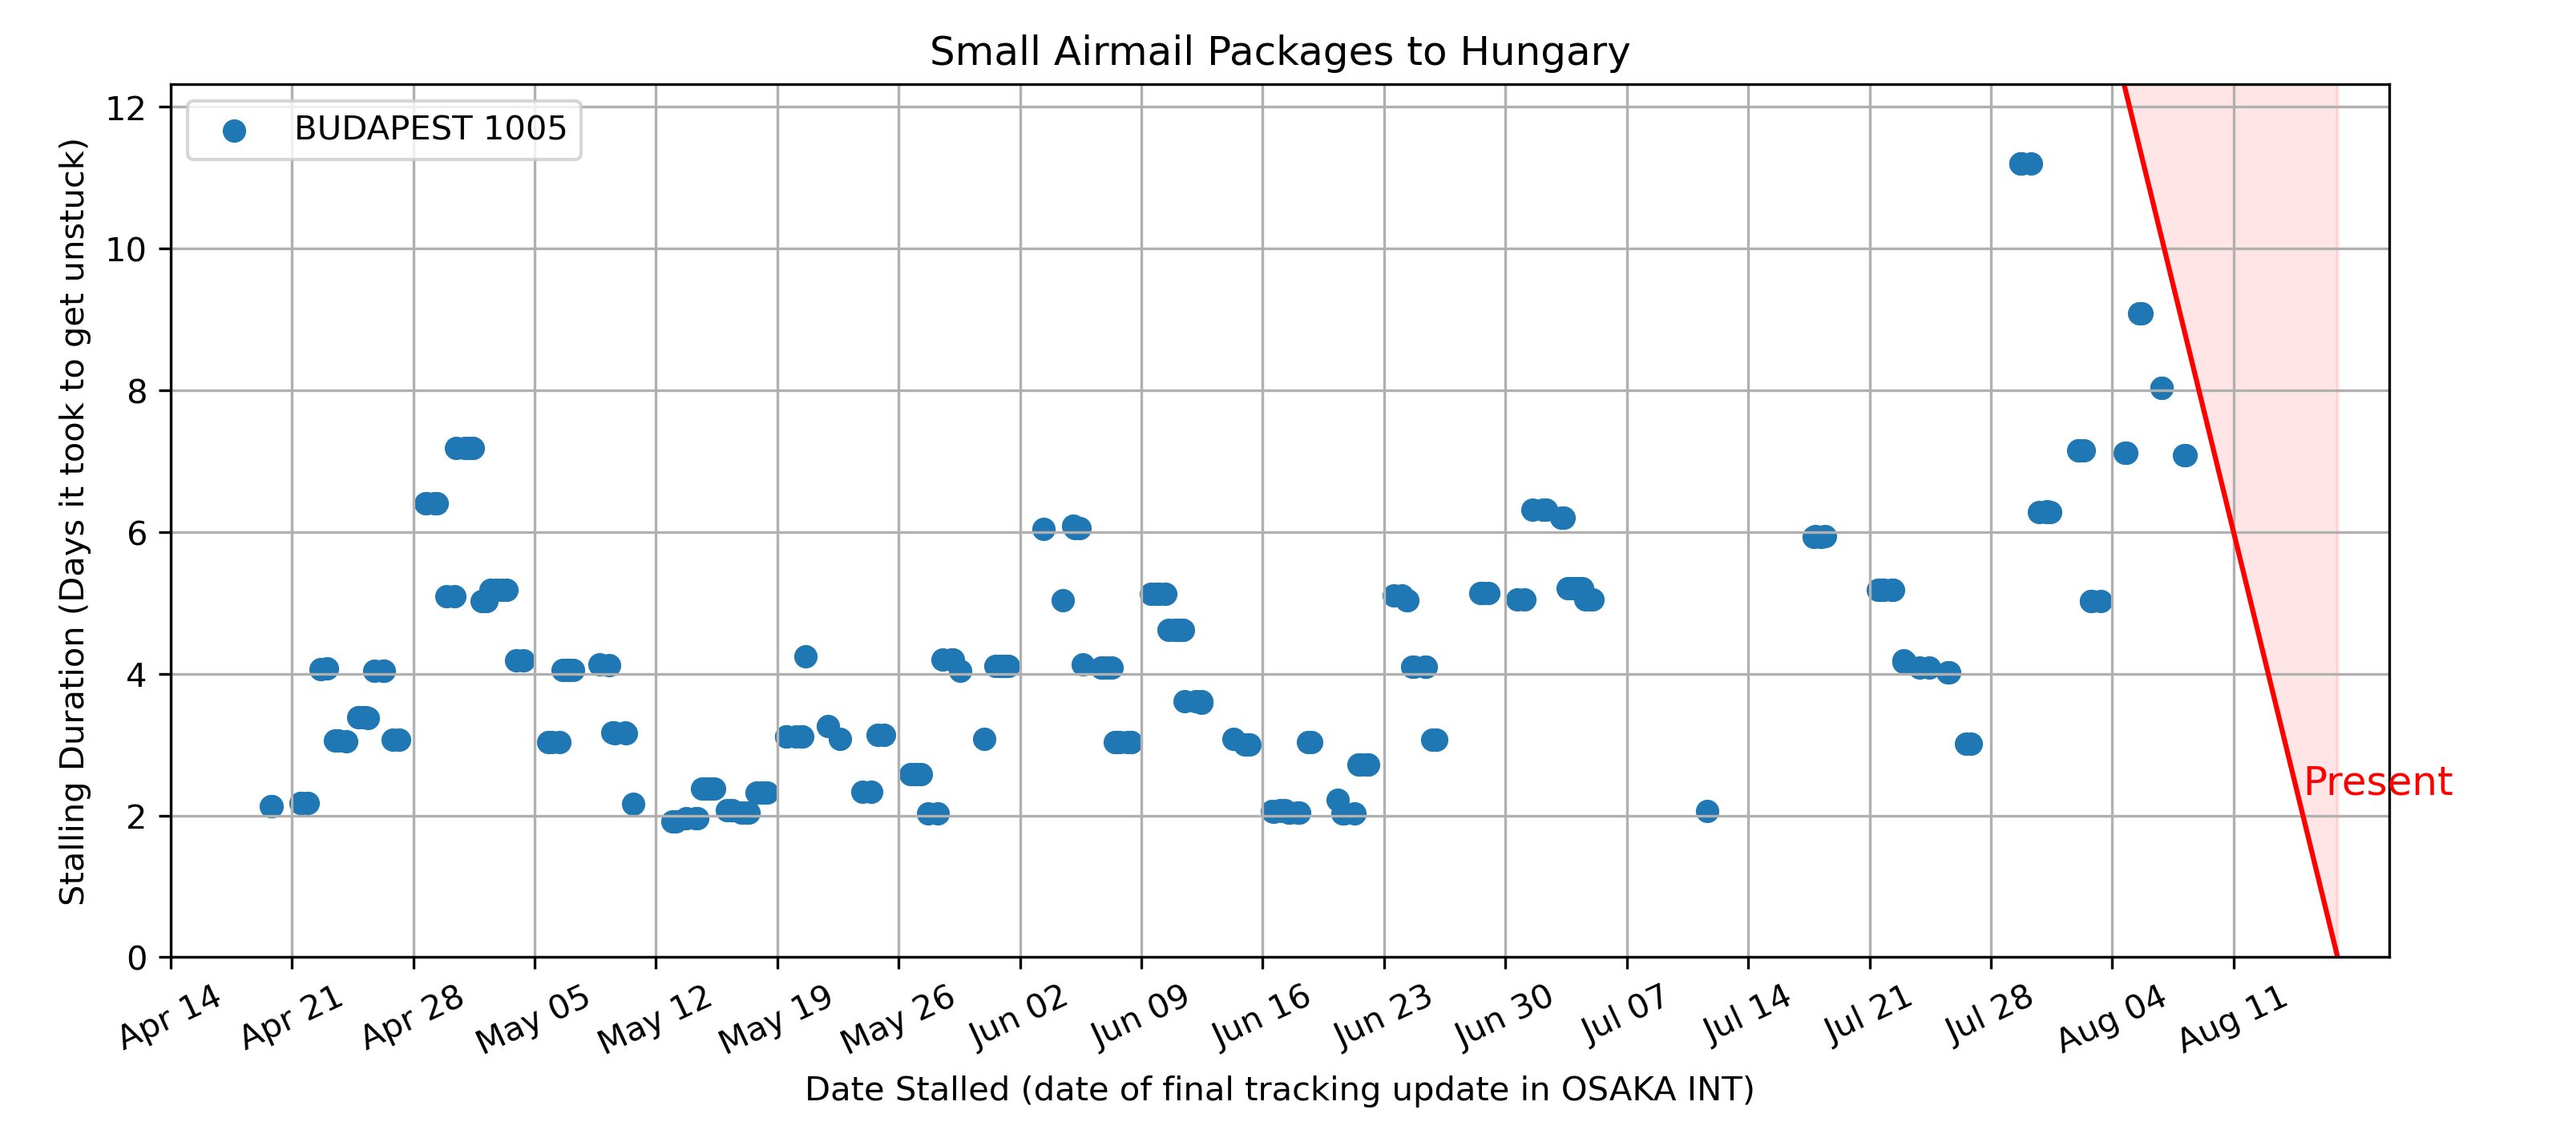 Small Airmail Packages to Hungary
BUDAPEST 1005
Stalling Duration (Days it took to get unstuck)
12
10
8
6
4
2
0
Present
Apr 14
Apr 21
Apr 28
May 05
May 12
May 19
May 26
Jun 02
Jun 09
Jun 16
Jun 23
Jun 30
Jul 07
Jul 14
Jul 21
Jul 28
Aug 04
Aug 11
Date Stalled (date of final tracking update in OSAKA INT)